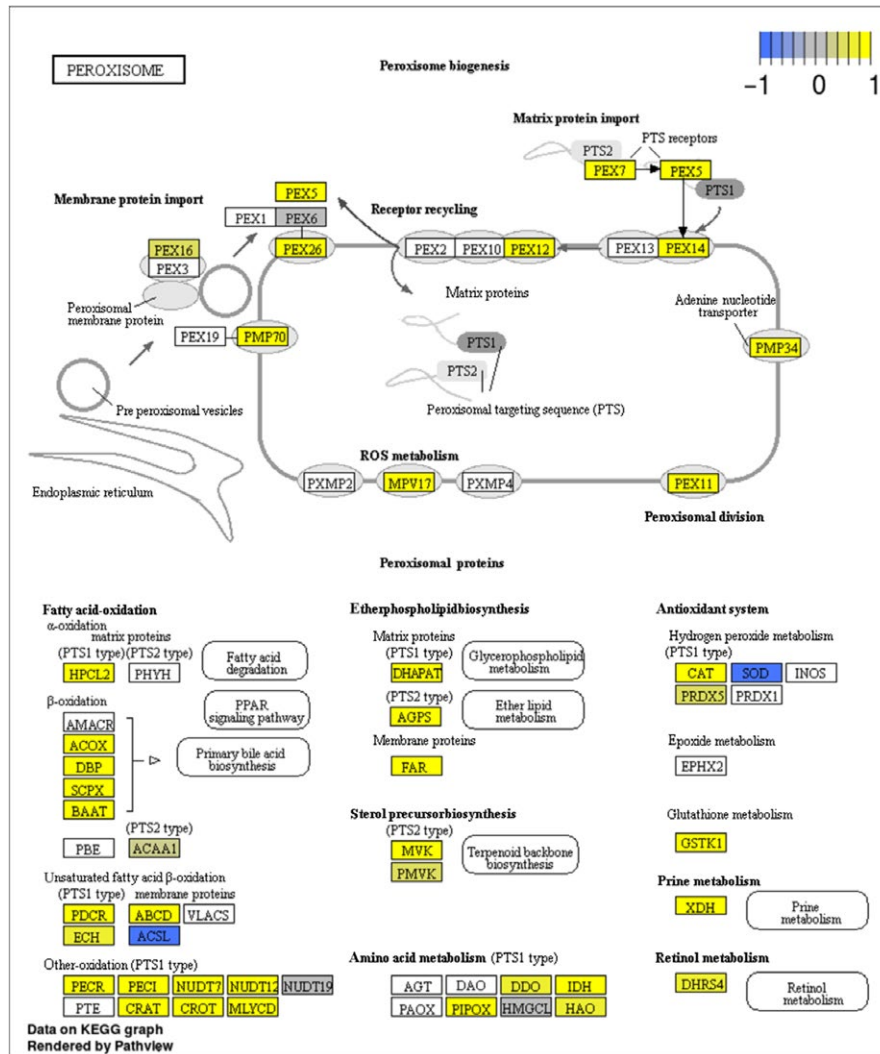 PEROXISOME
Peroxisome biogenesis
−1 0 1
Matrix protein import
PTS2
PTS receptors
PEX7
PEX5
PTS1
PEX5
Membrane protein import
PEX1
PEX6
Receptor recycling
PEX16
PEX3
PEX26
PEX2
PEX10
PEX12
PEX13
PEX14
Matrix proteins
Peroxisomal
membrane protein
Adenine nucleotide
transporter
PEX19
PMP70
PTS1
PMP34
PTS2
Pre peroxisomal vesicles
Peroxisomal targeting sequence (PTS)
ROS metabolism
Endoplasmic reticulum
PXMP2
MPV17
PXMP4
PEX11
Peroxisomal division
Peroxisomal proteins
Fatty acid-oxidation
α-oxidation
matrix proteins
(PTS1 type) (PTS2 type)
HPCL2
PHYH
Fatty acid
degradation
β-oxidation
AMACR
ACOX
DBP
SCPX
BAAT
PPAR
signaling pathway
Primary bile acid
biosynthesis
(PTS2 type)
PBE
ACAA1
Unsaturated fatty acid β-oxidation
(PTS1 type) membrane proteins
PDCR
ABCD
VLACS
ECH
ACSL
Other-oxidation (PTS1 type)
PECR
PECI
NUDT7
NUDT12
NUDT19
PTE
CRAT
CROT
MLYCD
Etherphospholipidbiosynthesis
Matrix proteins
(PTS1 type)
DHAPAT
Glycerophospholipid
metabolism
(PTS2 type)
AGPS
Ether lipid
metabolism
Membrane proteins
FAR
Sterol precursorbiosynthesis
(PTS2 type)
MVK
PMVK
Terpenoid backbone
biosynthesis
Amino acid metabolism (PTS1 type)
AGT
DAO
DDO
IDH
PAOX
PIPOX
HMGCL
HAO
Antioxidant system
Hydrogen peroxide metabolism
(PTS1 type)
CAT
SOD
INOS
PRDX5
PRDX1
Epoxide metabolism
EPHX2
Glutathione metabolism
GSTK1
Prine metabolism
XDH
Prine
metabolism
Retinol metabolism
DHRS4
Retinol
metabolism
Data on KEGG graph
Rendered by Pathview